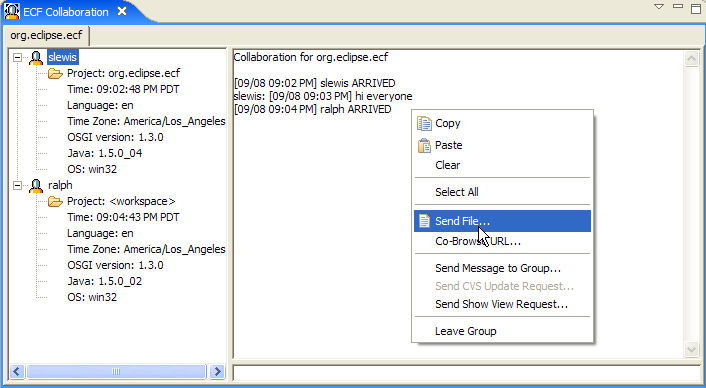 ECF Collaboration
org.eclipse.ecf
slewis
Project: org.eclipse.ecf
Time: 09:02:48 PM PDT
Language: en
Time Zone: America/Los_Angeles
OSGI version: 1.3.0
Java: 1.5.0_04
OS: win32
ralph
Project: <workspace>
Time: 09:04:43 PM PDT
Language: en
Time Zone: America/Los_Angeles
OSGI version: 1.3.0
Java: 1.5.0_02
OS: win32
Collaboration for org.eclipse.ecf
[09/08 09:02 PM] slewis ARRIVED
slewis: [09/08 09:03 PM] hi everyone
[09/08 09:04 PM] ralph ARRIVED
Copy
Paste
Clear
Select All
Send File...
Co-Browse URL...
Send Message to Group...
Send CVS Update Request...
Send Show View Request...
Leave Group